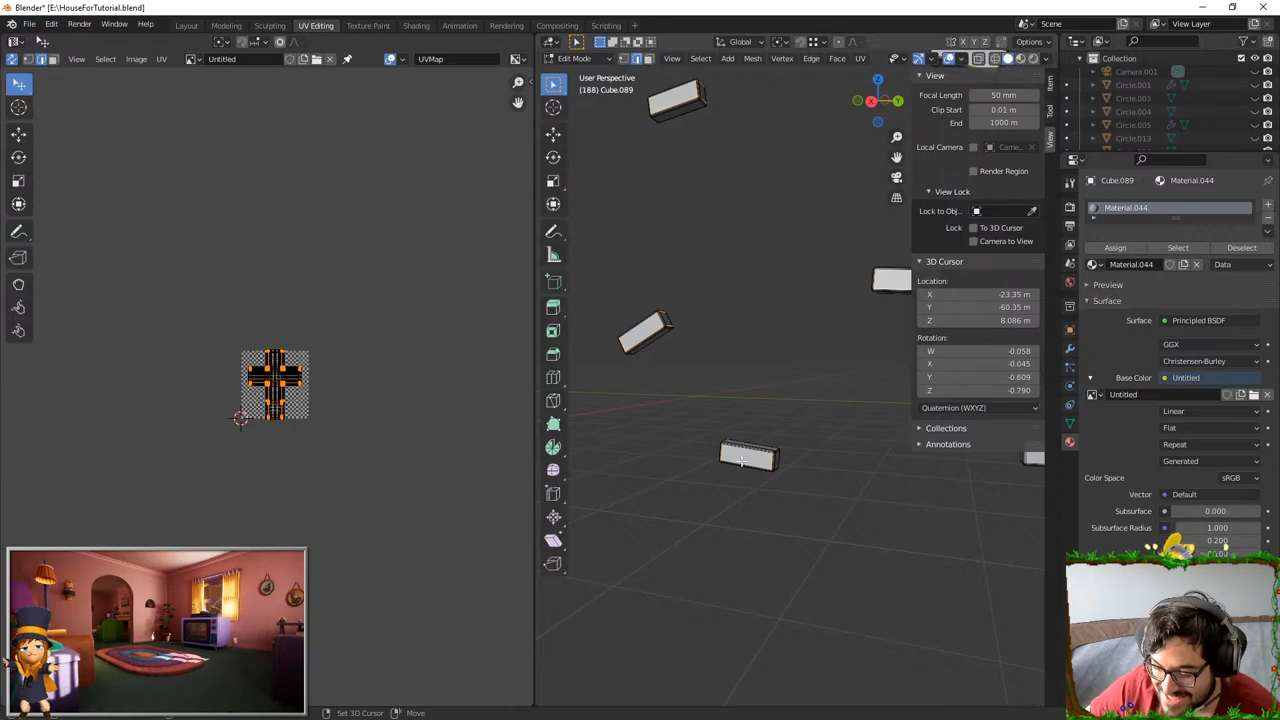 Blender* [E:\HouseForTutorial.blend]
File Edit Render Window Help Layout Modeling Sculpting UV Editing Texture Paint Shading Animation Rendering Compositing Scripting Scene View Layer
Global Options
View Select Image UV Untitled UVMap Edit Mode View Select Add Mesh Vertex Edge Face UV
User Perspective
(188) Cube.089
View
Focal Length 50 mm
Clip Start 0.01 m
End 1000 m
Local Camera Came...
Render Region
View Lock
Lock to Obj...
Lock To 3D Cursor
Camera to View
3D Cursor
Location:
X -23.35 m
Y -60.35 m
Z 8.086 m
Rotation:
W -0.058
X -0.045
Y -0.609
Z -0.790
Quaternion (WXYZ)
Collections
Annotations
Item
Tool
View
Collection
Camera.001
Circle.001
Circle.003
Circle.004
Circle.005
Circle.013
Cube.089 Material.044
Material.044
Assign Select Deselect
Material.044 Data
Preview
Surface
Surface Principled BSDF
GGX
Christensen-Burley
Base Color Untitled
Untitled
Linear
Flat
Repeat
Generated
Color Space sRGB
Vector Default
Subsurface 0.000
Subsurface Radius 1.000
0.200
Set 3D Cursor Move